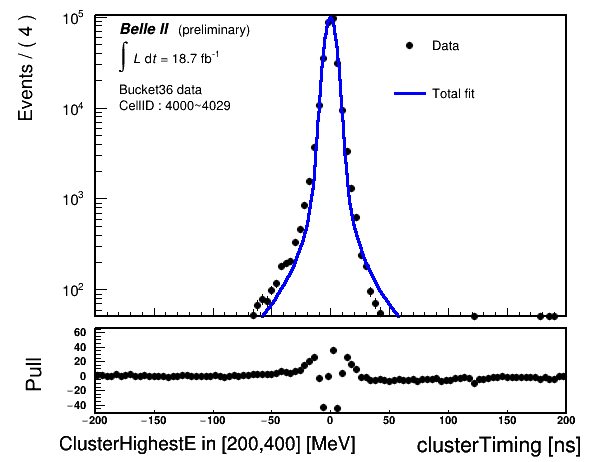 10⁵
10⁴
10³
10²
Events / ( 4 )
Belle II (preliminary)
∫ L dt = 18.7 fb⁻¹
Bucket36 data
CellID : 4000~4029
Data
Total fit
Pull
60
40
20
0
−20
−40
−200 −150 −100 −50 0 50 100 150 200
ClusterHighestE in [200,400] [MeV] clusterTiming [ns]